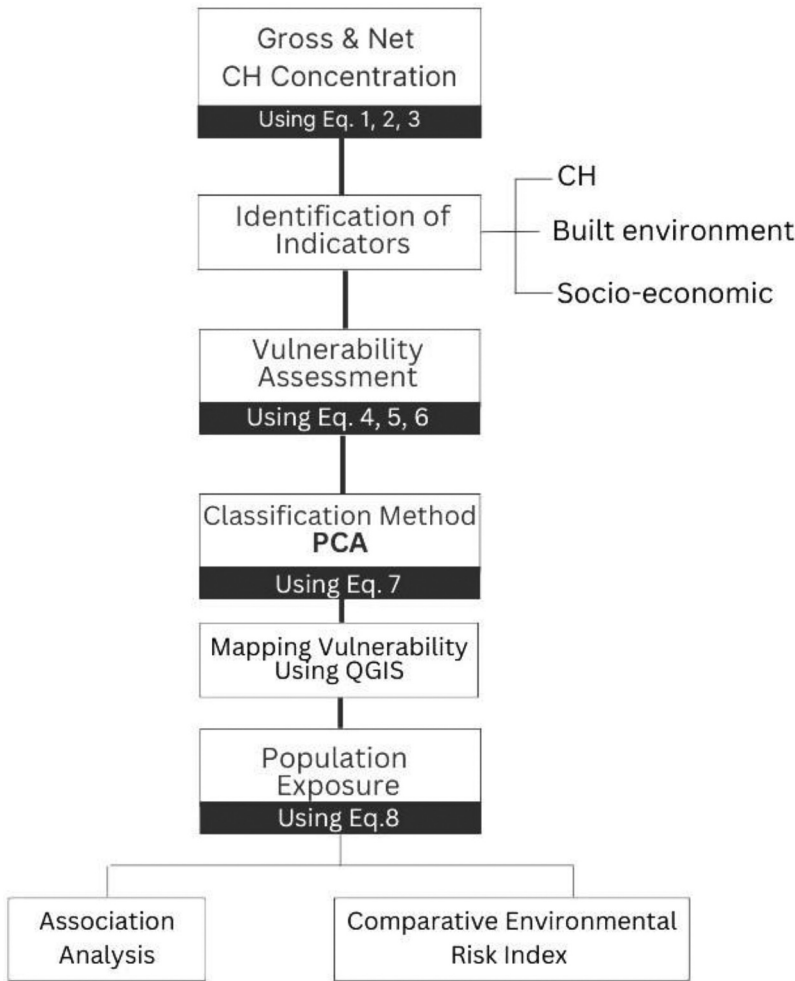 Gross & Net
CH Concentration
Using Eq. 1, 2, 3
Identification of
Indicators
CH
Built environment
Socio-economic
Vulnerability
Assessment
Using Eq. 4, 5, 6
Classification Method
PCA
Using Eq. 7
Mapping Vulnerability
Using QGIS
Population
Exposure
Using Eq.8
Association
Analysis
Comparative Environmental
Risk Index